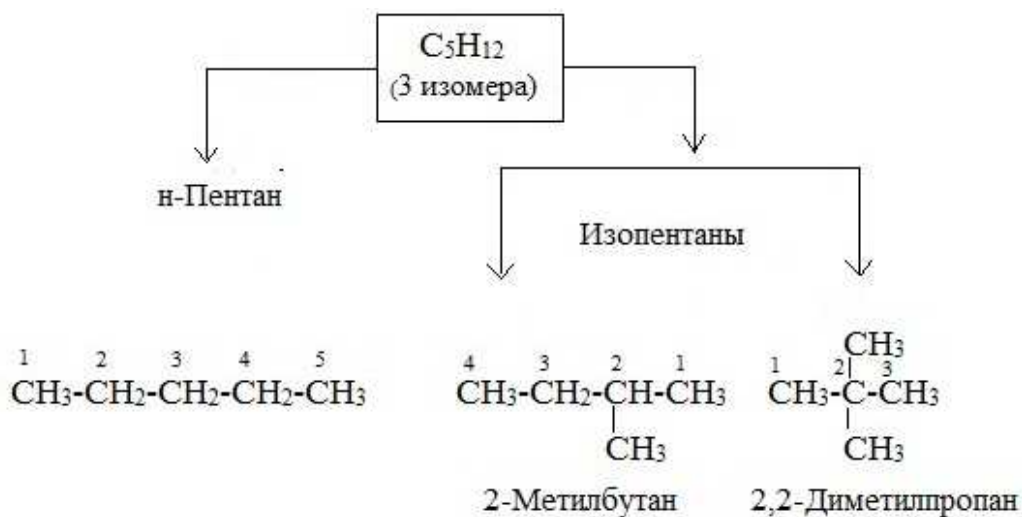 C₅H₁₂
(3 изомера)
н-Пентан
Изопентаны
1 2 3 4 5
CH₃-CH₂-CH₂-CH₂-CH₃
4 3 2 1
CH₃-CH₂-CH-CH₃
CH₃
2-Метилбутан
CH₃
1 2 3
CH₃-C-CH₃
CH₃
2,2-Диметилпропан